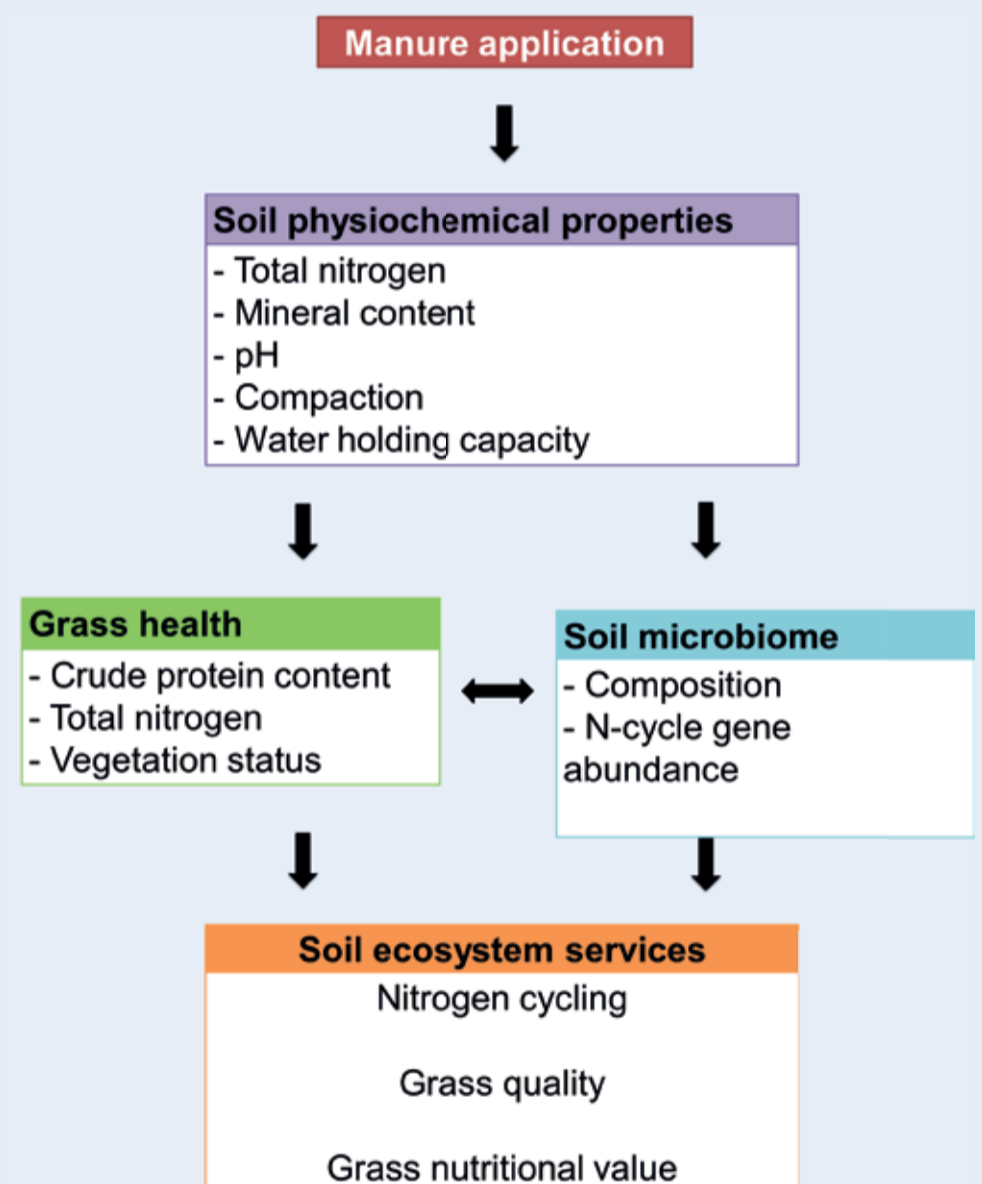 Manure application
Soil physiochemical properties
- Total nitrogen
- Mineral content
- pH
- Compaction
- Water holding capacity
Grass health
- Crude protein content
- Total nitrogen
- Vegetation status
Soil microbiome
- Composition
- N-cycle gene
abundance
Soil ecosystem services
Nitrogen cycling
Grass quality
Grass nutritional value